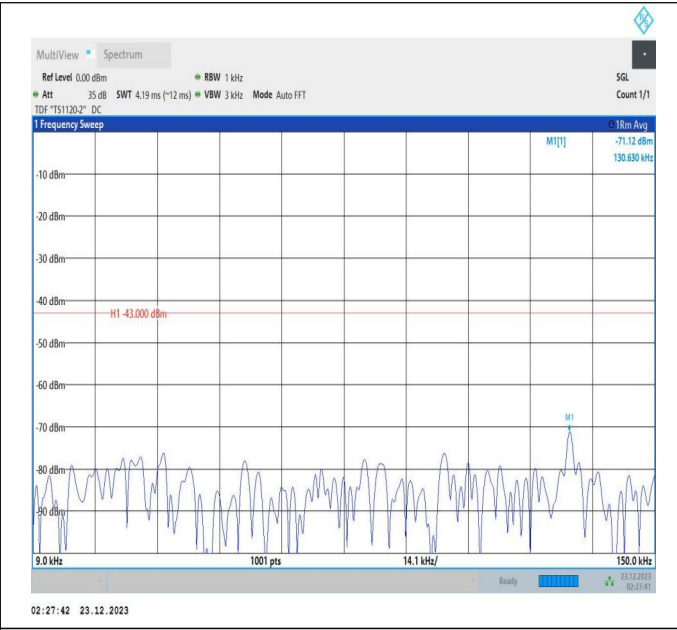 R&S
MultiView Spectrum
Ref Level 0.00 dBm RBW 1 kHz SGL
Att 35 dB SWT 4.19 ms (~12 ms) VBW 3 kHz Mode Auto FFT Count 1/1
TDF "TS1120-2" DC
1 Frequency Sweep 1Rm Avg
M1[1] -71.12 dBm
130.630 kHz
-10 dBm
-20 dBm
-30 dBm
-40 dBm
H1 -43.000 dBm
-50 dBm
-60 dBm
M1
-70 dBm
-80 dBm
-90 dBm
9.0 kHz 1001 pts 14.1 kHz/ 150.0 kHz
Ready 23.12.2023
02:27:41
02:27:42 23.12.2023